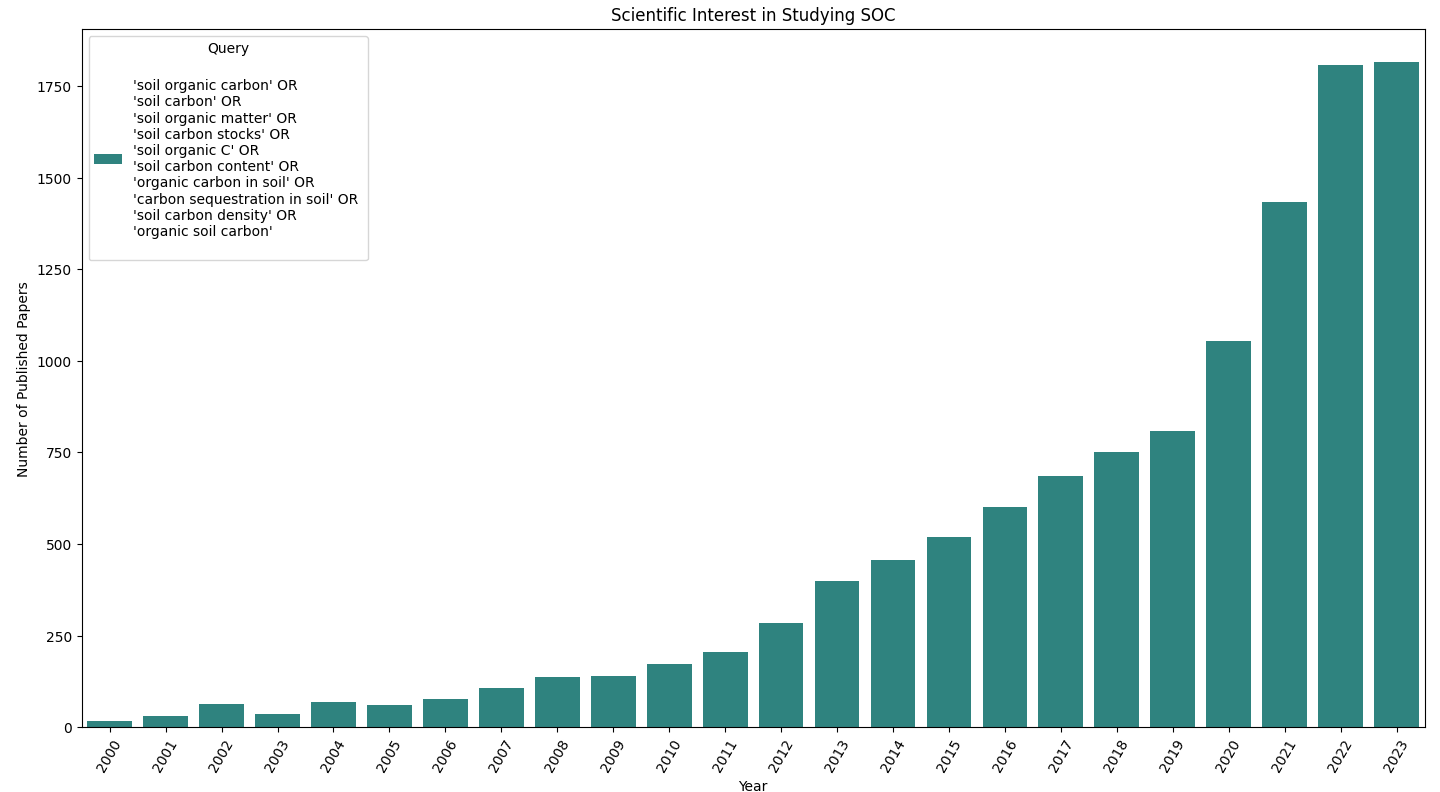 Scientific Interest in Studying SOC
Query
'soil organic carbon' OR
'soil carbon' OR
'soil organic matter' OR
'soil carbon stocks' OR
'soil organic C' OR
'soil carbon content' OR
'organic carbon in soil' OR
'carbon sequestration in soil' OR
'soil carbon density' OR
'organic soil carbon'
Number of Published Papers
1750
1500
1250
1000
750
500
250
0
2000
2001
2002
2003
2004
2005
2006
2007
2008
2009
2010
2011
2012
2013
2014
2015
2016
2017
2018
2019
2020
2021
2022
2023
Year